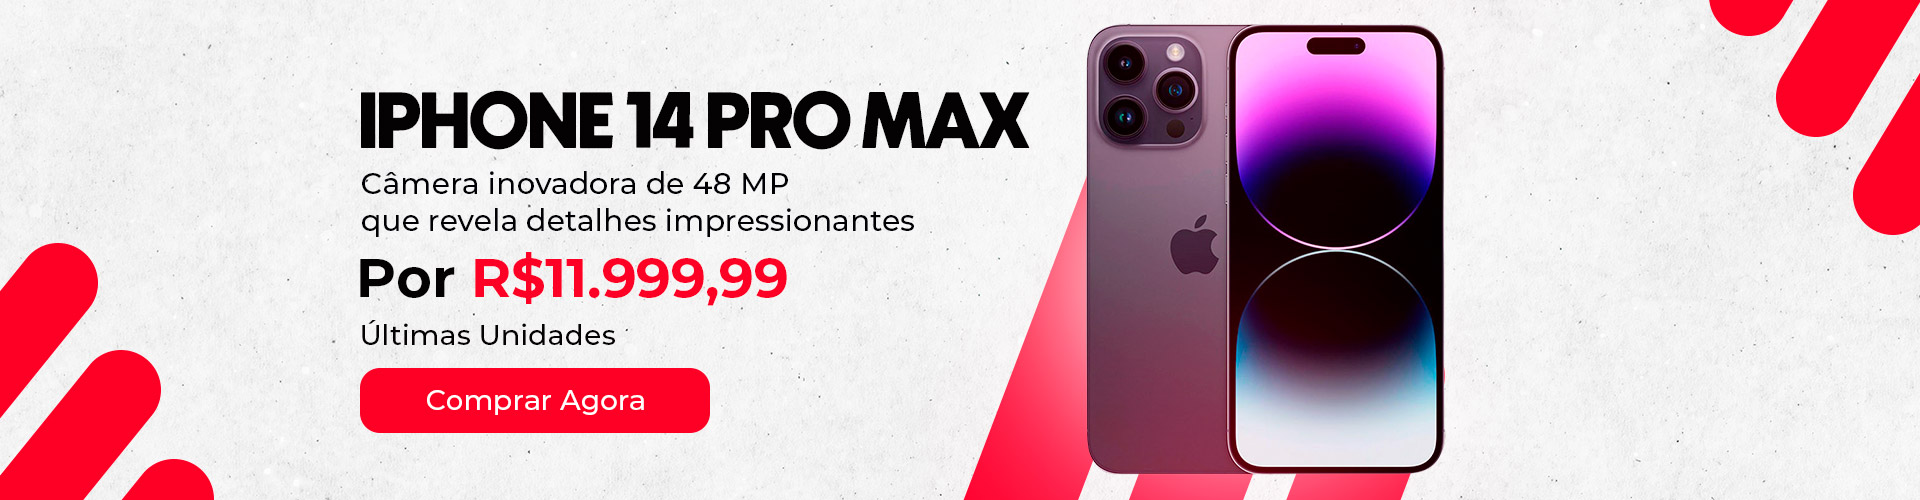 IPHONE 14 PRO MAX
Câmera inovadora de 48 MP
que revela detalhes impressionantes
Por R$11.999,99
Últimas Unidades
Comprar Agora